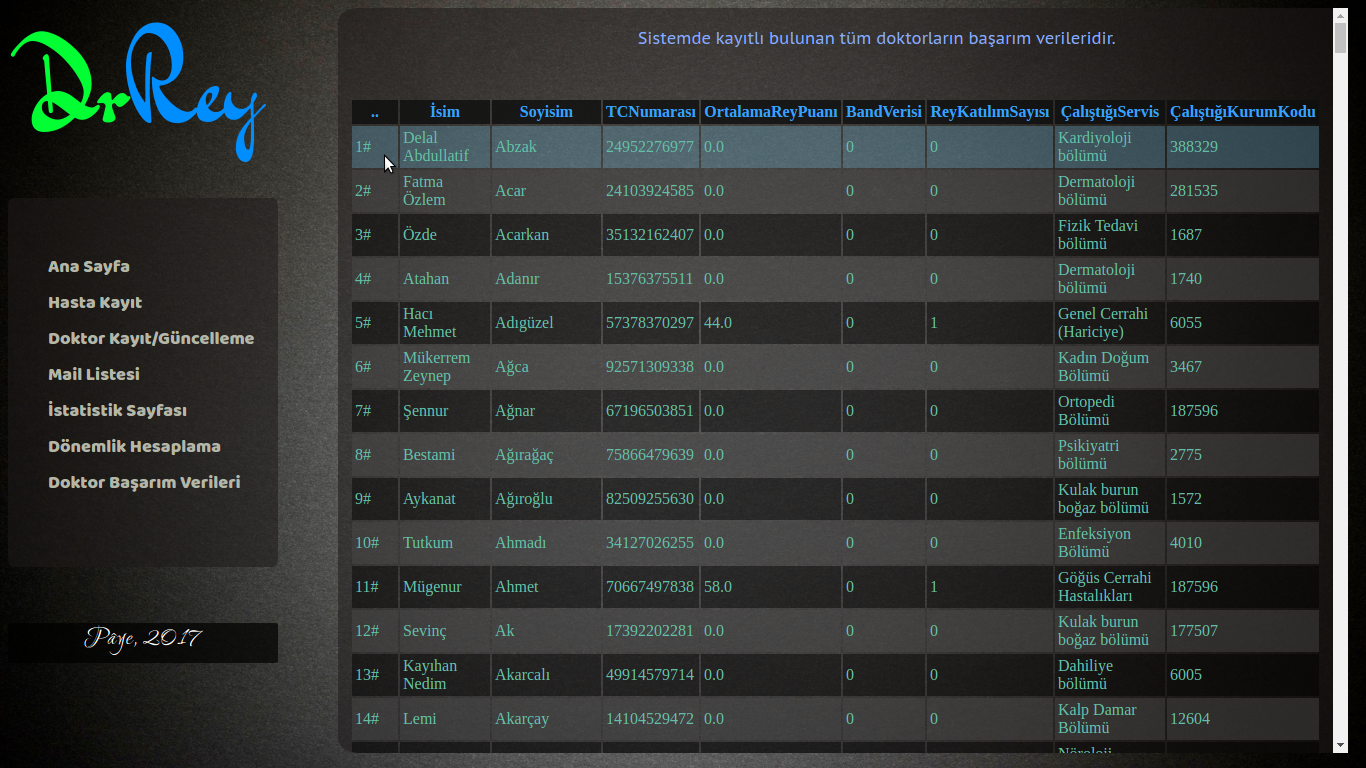 DrRey
Ana Sayfa
Hasta Kayıt
Doktor Kayıt/Güncelleme
Mail Listesi
İstatistik Sayfası
Dönemlik Hesaplama
Doktor Başarım Verileri
Pâye, 2017
Sistemde kayıtlı bulunan tüm doktorların başarım verileridir.
.. İsim Soyisim TCNumarası OrtalamaReyPuanı BandVerisi ReyKatılımSayısı ÇalıştığıServis ÇalıştığıKurumKodu
1# Delal Abdullatif Abzak 24952276977 0.0 0 0 Kardiyoloji bölümü 388329
2# Fatma Özlem Acar 24103924585 0.0 0 0 Dermatoloji bölümü 281535
3# Özde Acarkan 35132162407 0.0 0 0 Fizik Tedavi bölümü 1687
4# Atahan Adanır 15376375511 0.0 0 0 Dermatoloji bölümü 1740
5# Hacı Mehmet Adıgüzel 57378370297 44.0 0 1 Genel Cerrahi (Hariciye) 6055
6# Mükerrem Zeynep Ağca 92571309338 0.0 0 0 Kadın Doğum Bölümü 3467
7# Şennur Ağnar 67196503851 0.0 0 0 Ortopedi Bölümü 187596
8# Bestami Ağırağaç 75866479639 0.0 0 0 Psikiyatri bölümü 2775
9# Aykanat Ağıroğlu 82509255630 0.0 0 0 Kulak burun boğaz bölümü 1572
10# Tutkum Ahmadı 34127026255 0.0 0 0 Enfeksiyon Bölümü 4010
11# Mügenur Ahmet 70667497838 58.0 0 1 Göğüs Cerrahi Hastalıkları 187596
12# Sevinç Ak 17392202281 0.0 0 0 Kulak burun boğaz bölümü 177507
13# Kayıhan Nedim Akarcalı 49914579714 0.0 0 0 Dahiliye bölümü 6005
14# Lemi Akarçay 14104529472 0.0 0 0 Kalp Damar Bölümü 12604